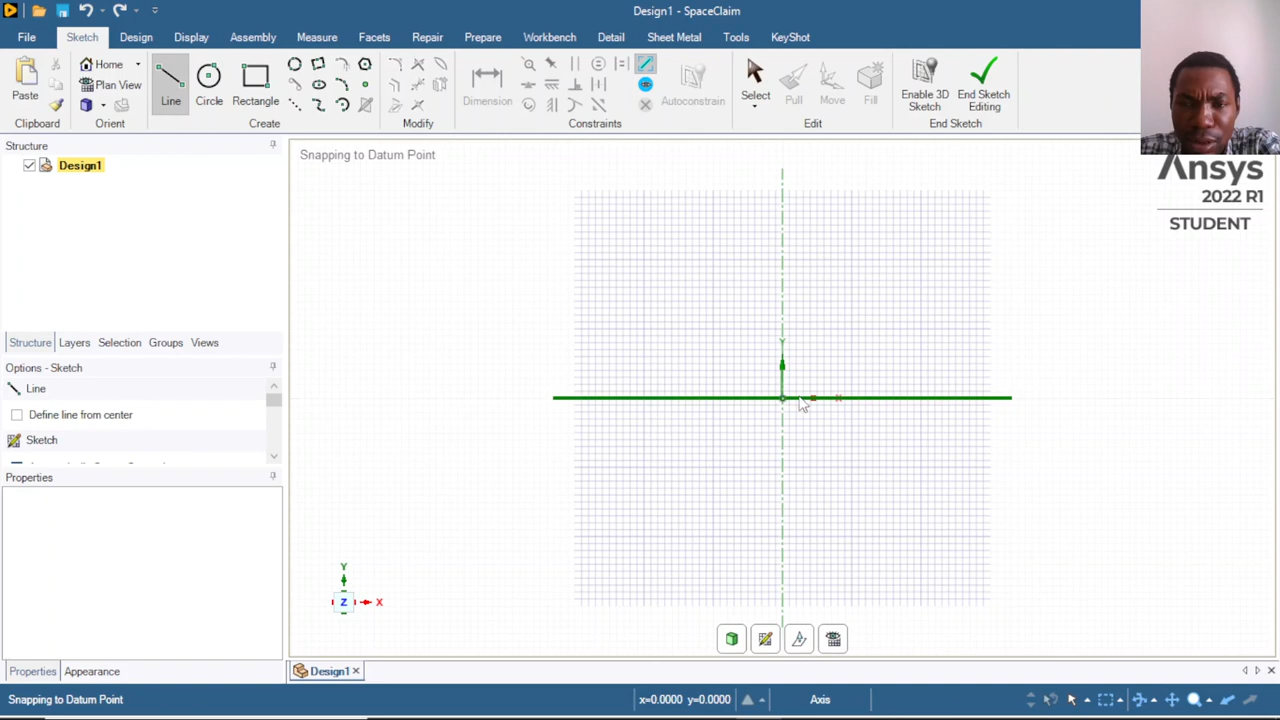 Design1 - SpaceClaim
File Sketch Design Display Assembly Measure Facets Repair Prepare Workbench Detail Sheet Metal Tools KeyShot
Paste
Clipboard
Home
Plan View
Orient
Line
Circle
Rectangle
Create
Modify
Dimension
Autoconstrain
Constraints
Select
Pull
Move
Fill
Edit
Enable 3D
Sketch
End Sketch
Editing
End Sketch
Ansys
2022 R1
STUDENT
Structure
Design1
Snapping to Datum Point
Structure Layers Selection Groups Views
Options - Sketch
Line
Define line from center
Sketch
Properties
Y
Y
Z
X
Properties Appearance
Design1
Snapping to Datum Point
x=0.0000 y=0.0000
Axis